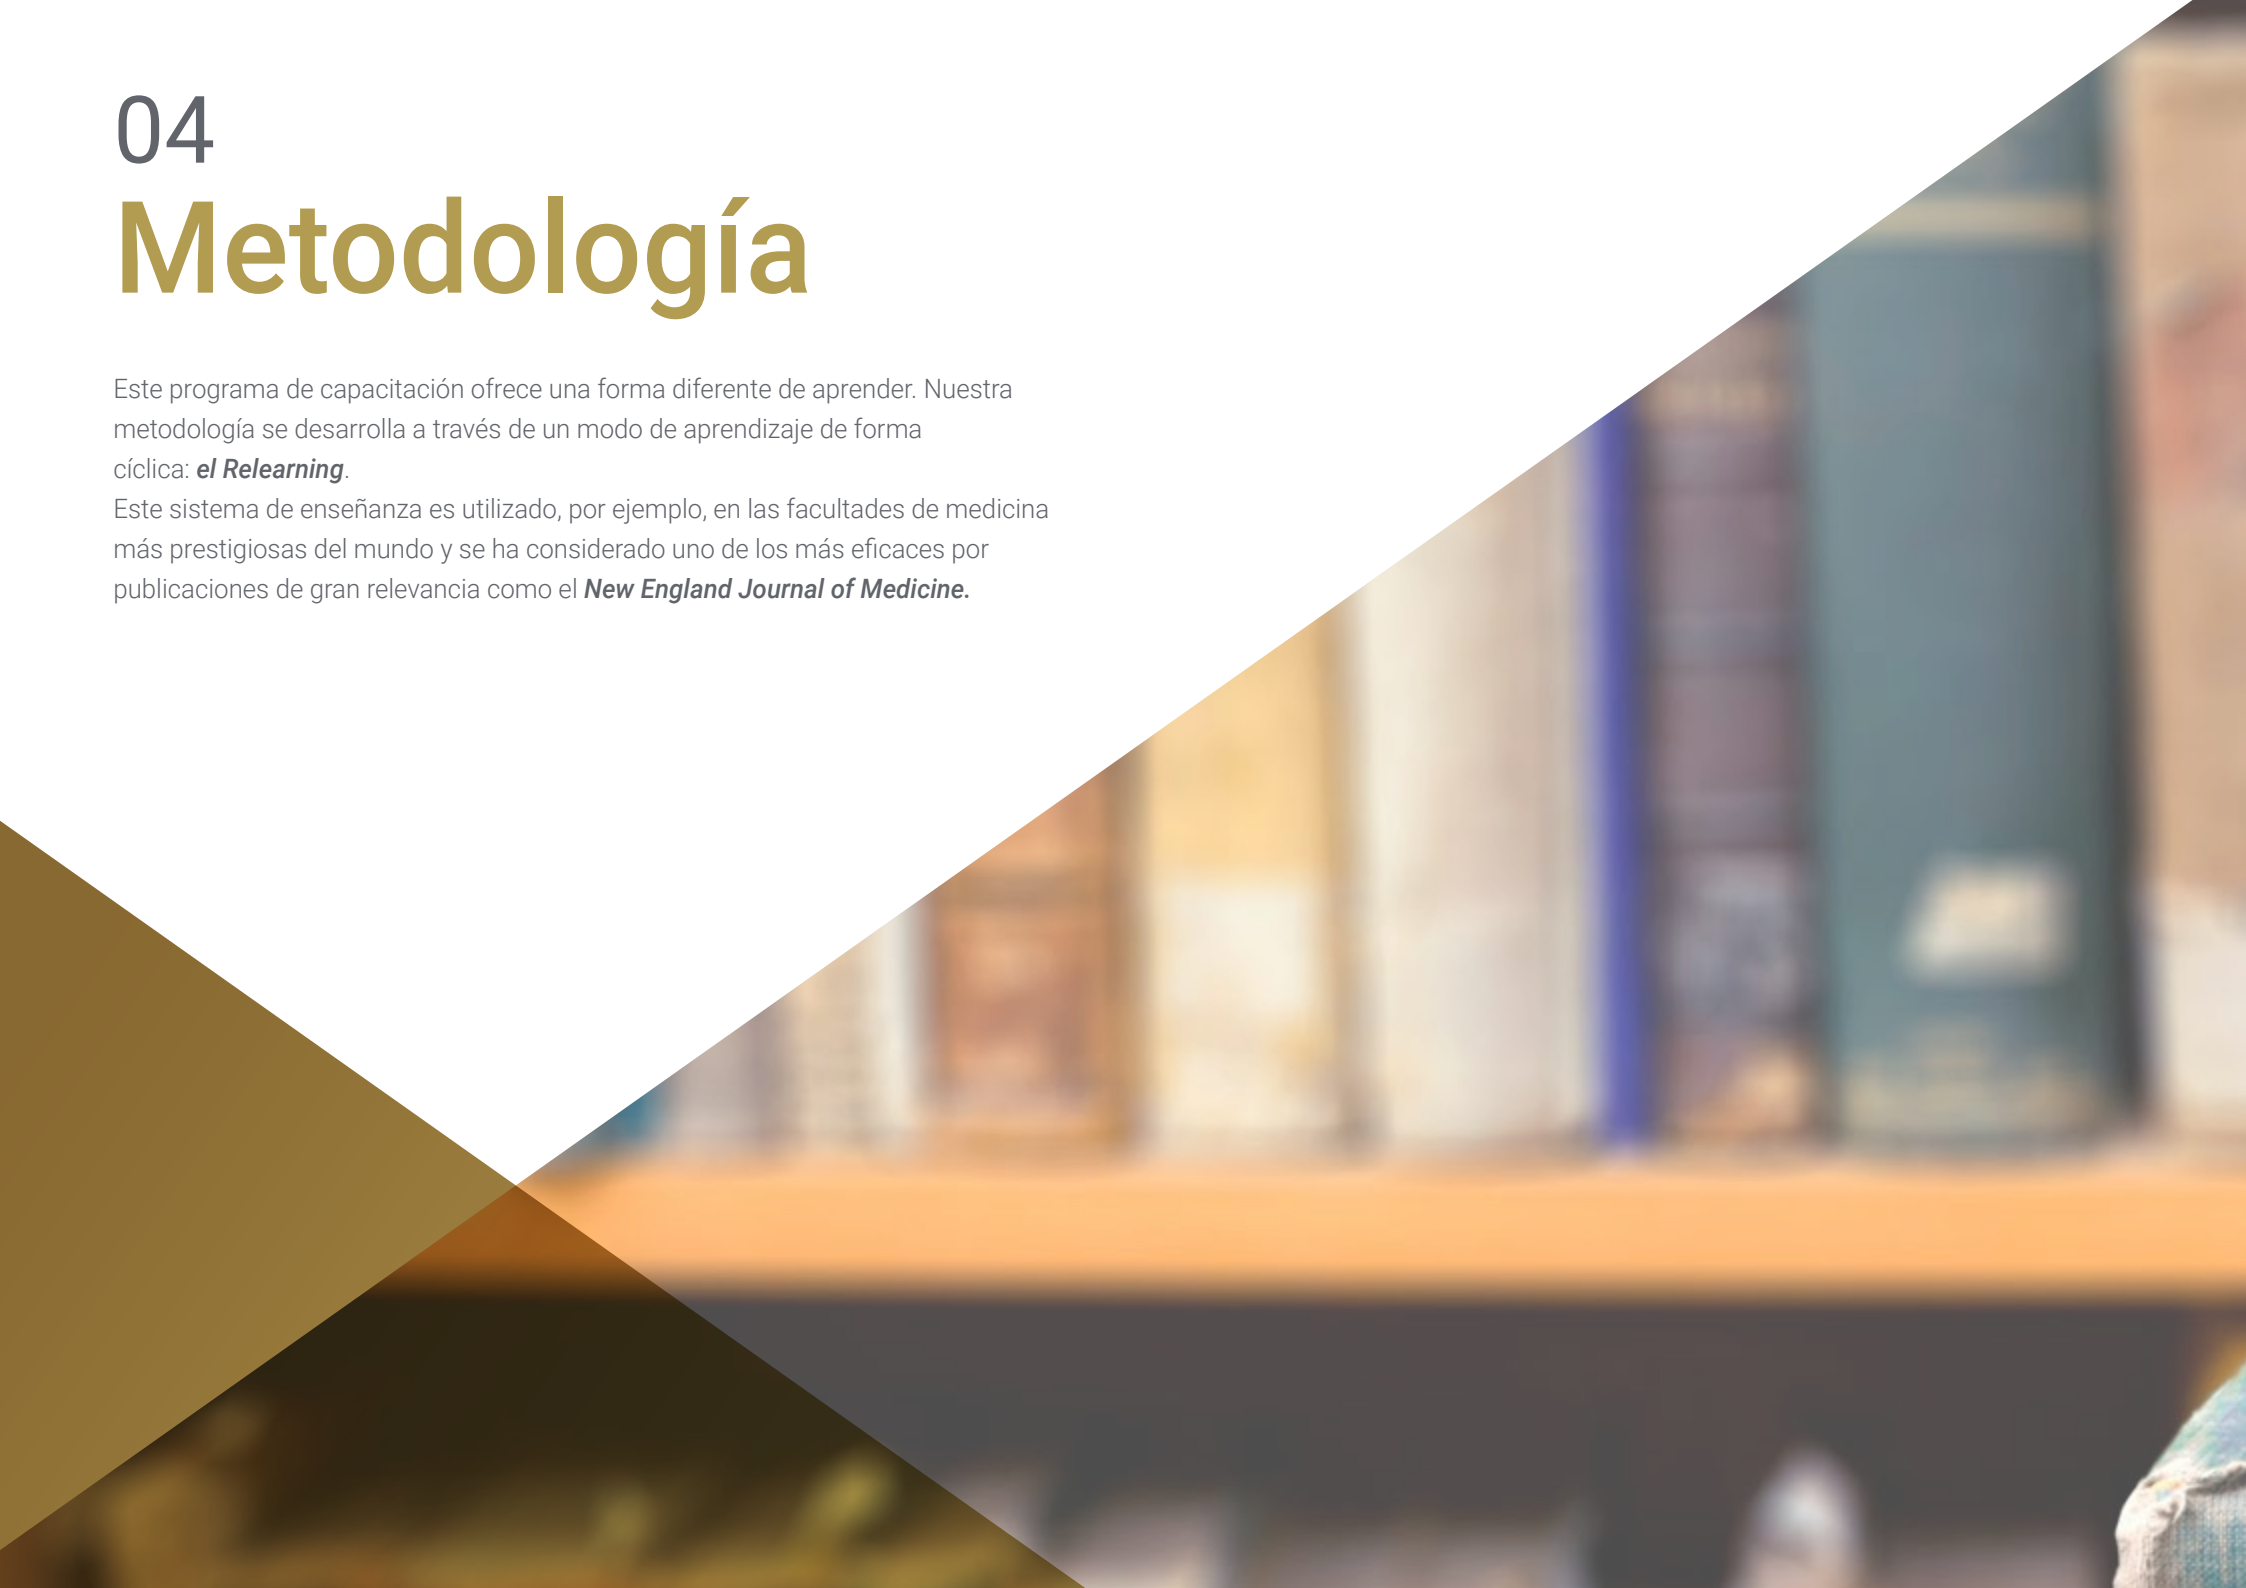 04
Metodología
Este programa de capacitación ofrece una forma diferente de aprender. Nuestra
metodología se desarrolla a través de un modo de aprendizaje de forma
cíclica: el Relearning.
Este sistema de enseñanza es utilizado, por ejemplo, en las facultades de medicina
más prestigiosas del mundo y se ha considerado uno de los más eficaces por
publicaciones de gran relevancia como el New England Journal of Medicine.